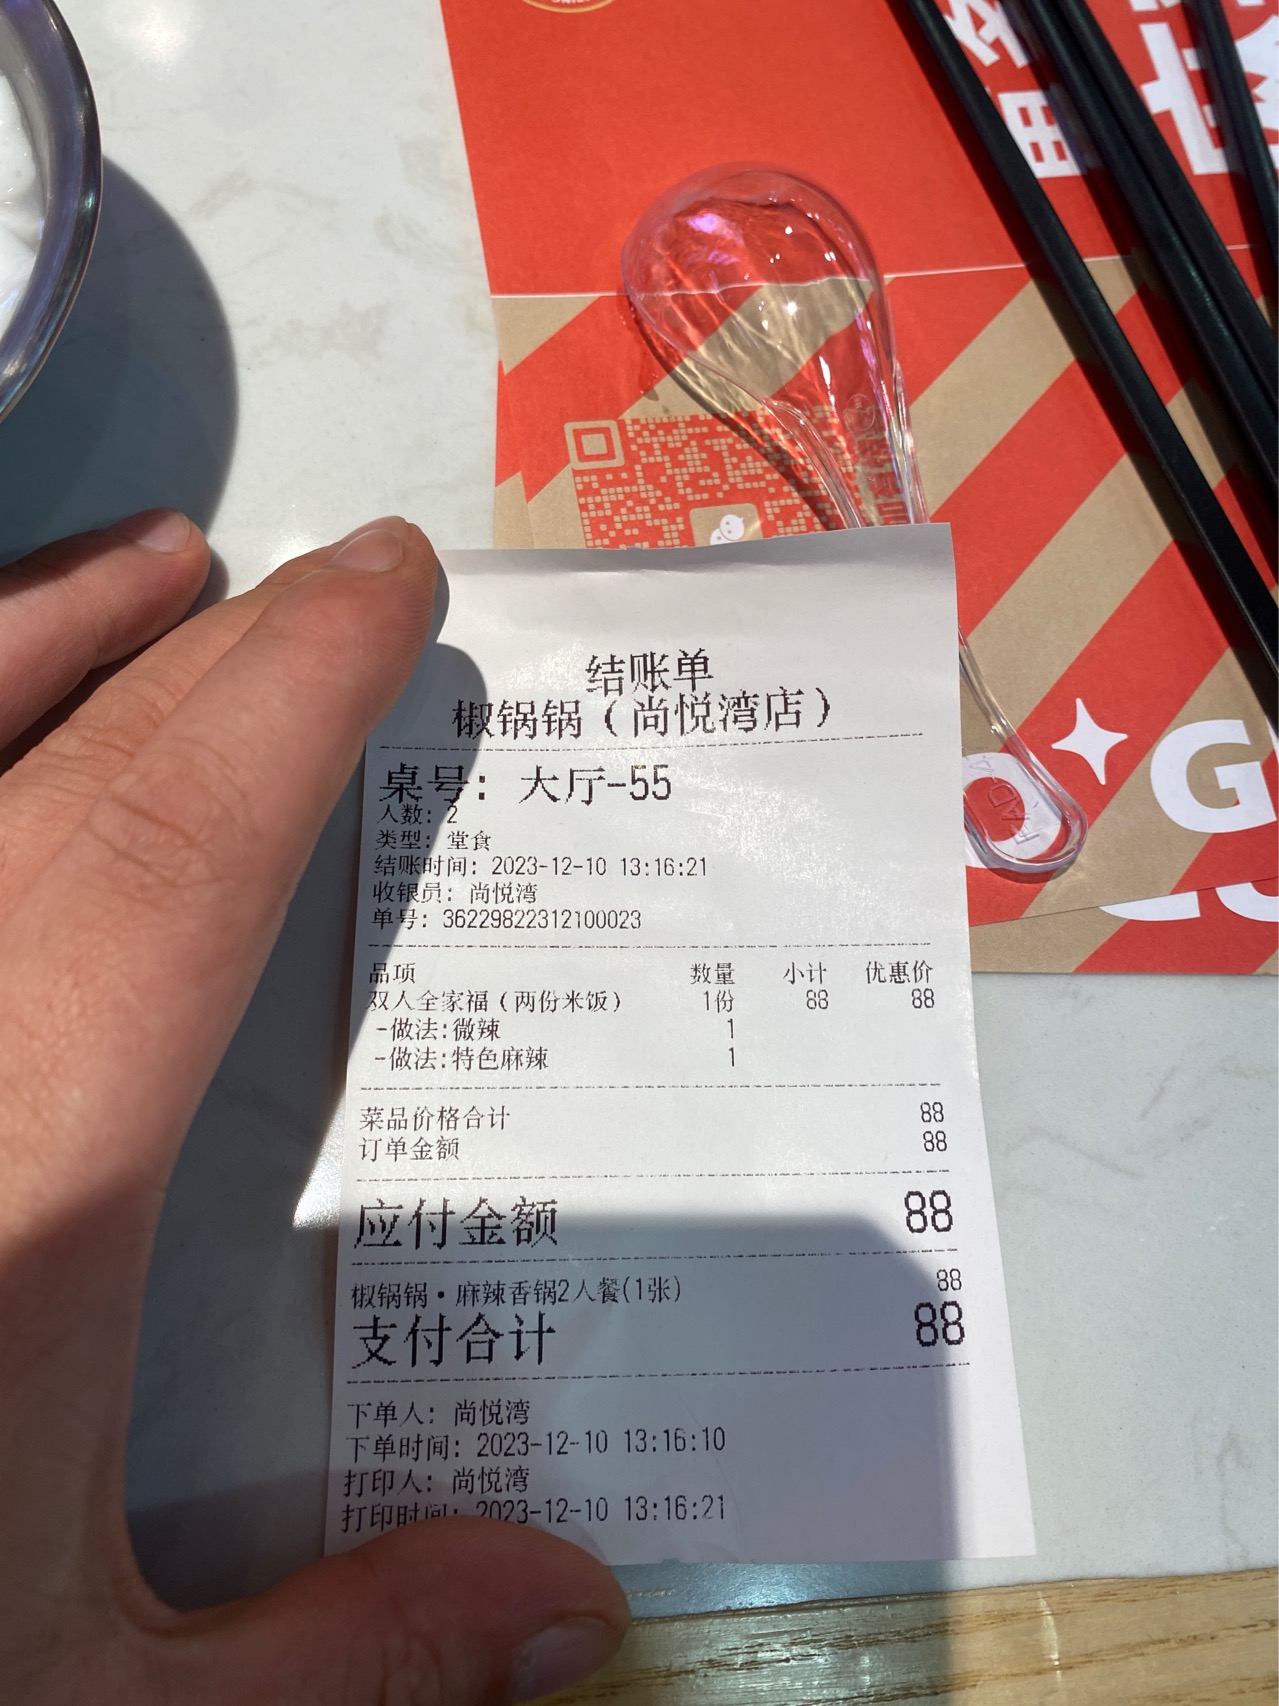 结账单
椒锅锅（尚悦湾店）
桌号：大厅-55
人数：2
类型：堂食
结账时间：2023-12-10 13:16:21
收银员：尚悦湾
单号：36229822312100023
品项 数量 小计 优惠价
双人全家福（两份米饭） 1份 88 88
-做法:微辣 1
-做法:特色麻辣 1
菜品价格合计 88
订单金额 88
应付金额 88
椒锅锅·麻辣香锅2人餐(1张) 88
支付合计 88
下单人：尚悦湾
下单时间：2023-12-10 13:16:10
打印人：尚悦湾
打印时间：2023-12-10 13:16:21